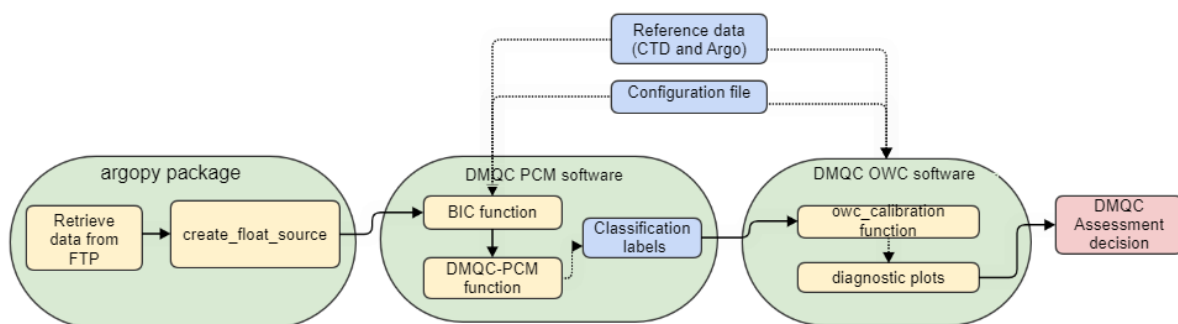 Reference data
(CTD and Argo)
Configuration file
argopy package
Retrieve
data from
FTP
create_float_source
DMQC PCM software
BIC function
DMQC-PCM
function
Classification
labels
DMQC OWC software
owc_calibration
function
diagnostic plots
DMQC
Assessment
decision